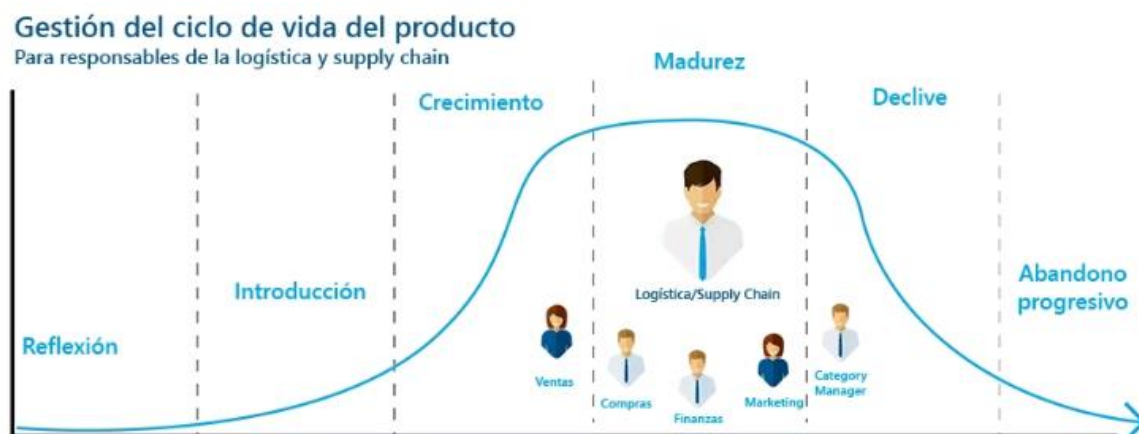 Gestión del ciclo de vida del producto
Para responsables de la logística y supply chain
Reflexión
Introducción
Crecimiento
Madurez
Declive
Abandono
progresivo
Logística/Supply Chain
Ventas
Compras
Finanzas
Marketing
Category
Manager